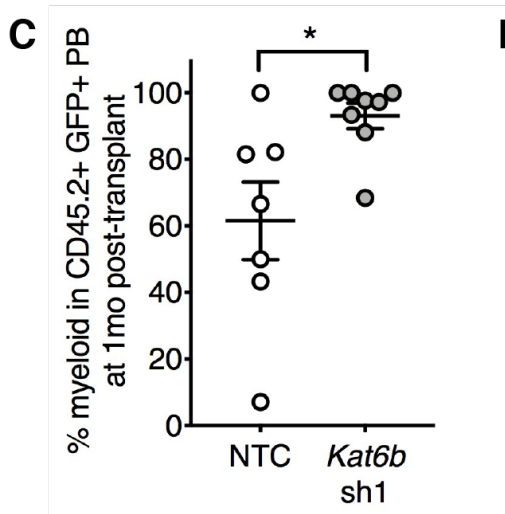 C
*
% myeloid in CD45.2+ GFP+ PB
at 1mo post-transplant
100
80
60
40
20
0
NTC
Kat6b
sh1